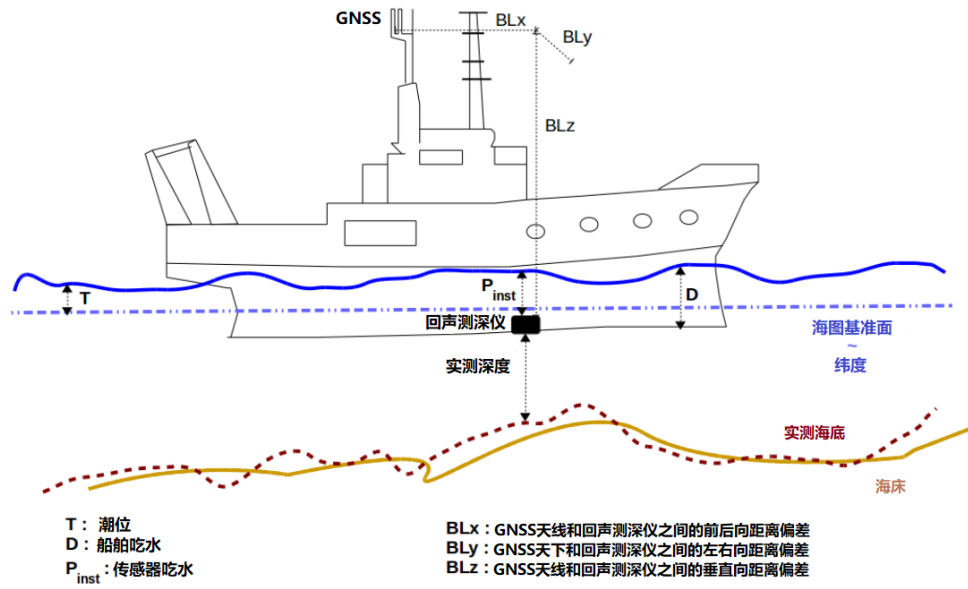 GNSS
BLx
BLy
BLz
T
Pinst
D
回声测深仪
海图基准面
~
纬度
实测深度
实测海底
海床
T： 潮位
D：船舶吃水
Pinst：传感器吃水
BLx：GNSS天线和回声测深仪之间的前后向距离偏差
BLy：GNSS天下和回声测深仪之间的左右向距离偏差
BLz：GNSS天线和回声测深仪之间的垂直向距离偏差